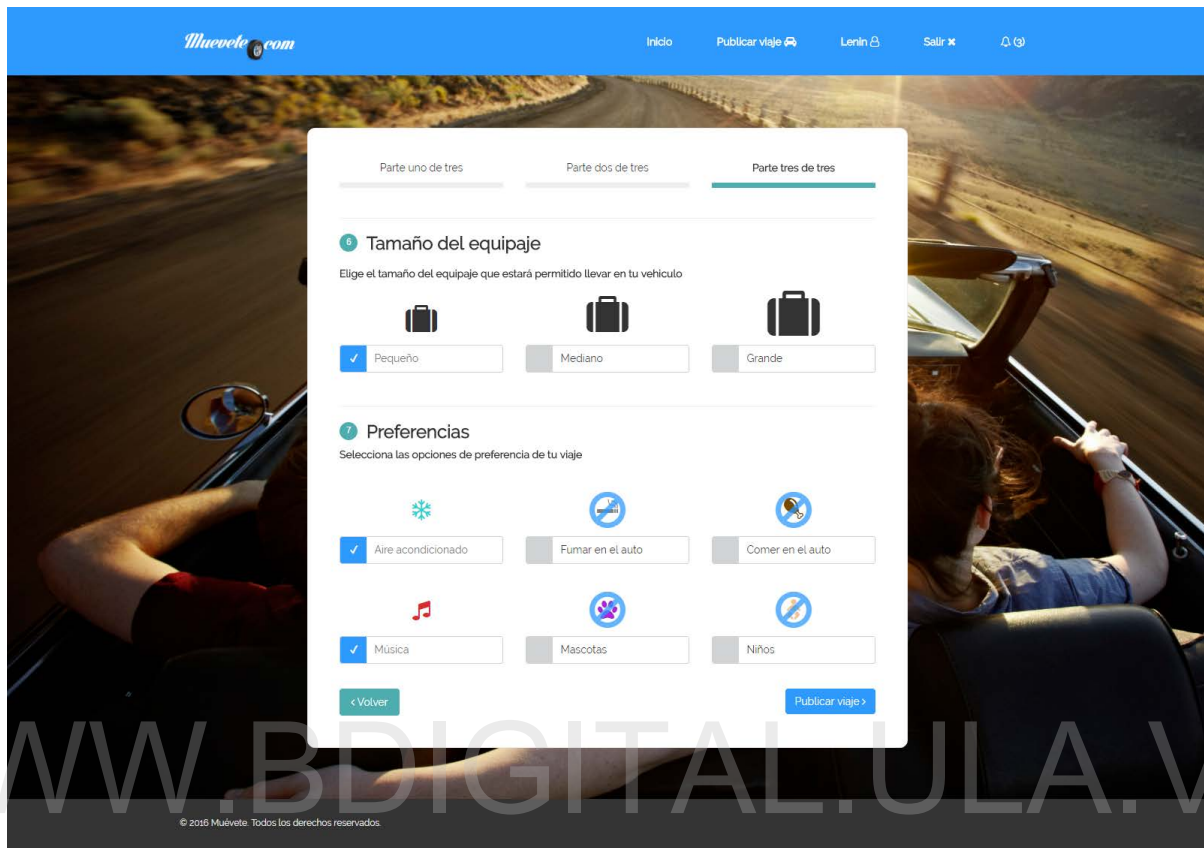 Muevete.com
Inicio Publicar viaje Lenin Salir × (3)
Parte uno de tres Parte dos de tres Parte tres de tres
6 Tamaño del equipaje
Elige el tamaño del equipaje que estará permitido llevar en tu vehiculo
Pequeño Mediano Grande
7 Preferencias
Selecciona las opciones de preferencia de tu viaje
Aire acondicionado Fumar en el auto Comer en el auto
Música Mascotas Niños
< Volver Publicar viaje >
WW.BDIGITAL.ULA.V
© 2016 Muévete. Todos los derechos reservados.